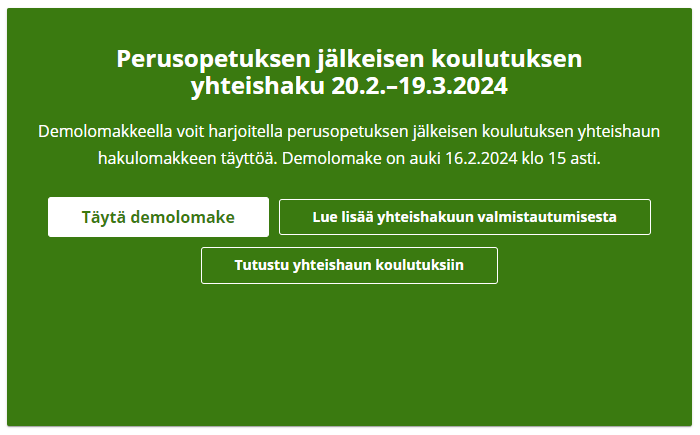 Perusopetuksen jälkeisen koulutuksen
yhteishaku 20.2.–19.3.2024
Demolomakkeella voit harjoitella perusopetuksen jälkeisen koulutuksen yhteishaun
hakulomakkeen täyttöä. Demolomake on auki 16.2.2024 klo 15 asti.
Täytä demolomake
Lue lisää yhteishakuun valmistautumisesta
Tutustu yhteishaun koulutuksiin